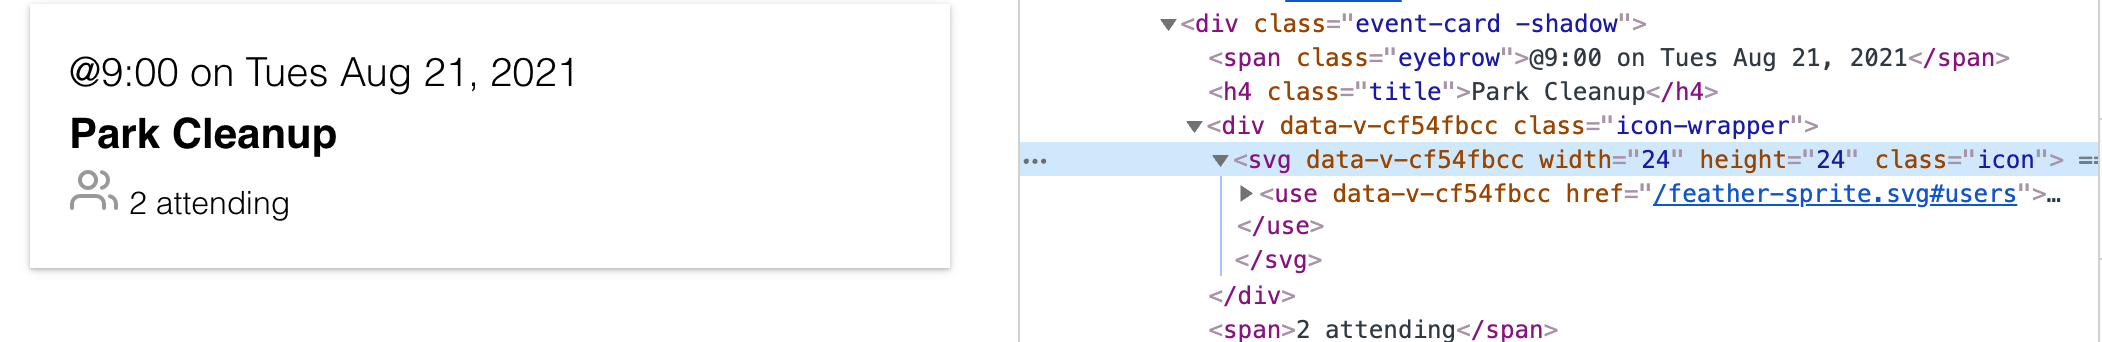 @9:00 on Tues Aug 21, 2021
Park Cleanup
2 attending
▼<div class="event-card -shadow">
<span class="eyebrow">@9:00 on Tues Aug 21, 2021</span>
<h4 class="title">Park Cleanup</h4>
▼<div data-v-cf54fbcc class="icon-wrapper">
… ▼<svg data-v-cf54fbcc width="24" height="24" class="icon"> ==
▶<use data-v-cf54fbcc href="/feather-sprite.svg#users">…
</use>
</svg>
</div>
<span>2 attending</span>